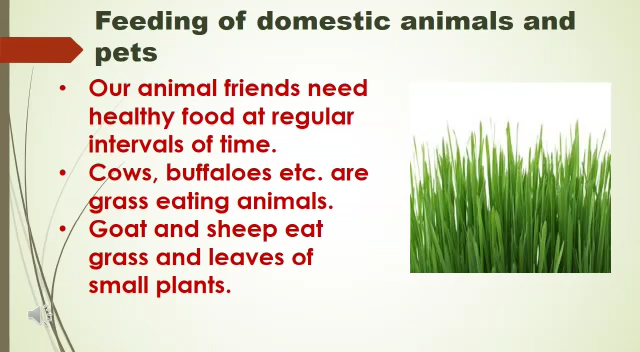 Feeding of domestic animals and
pets
• Our animal friends need
healthy food at regular
intervals of time.
• Cows, buffaloes etc. are
grass eating animals.
• Goat and sheep eat
grass and leaves of
small plants.